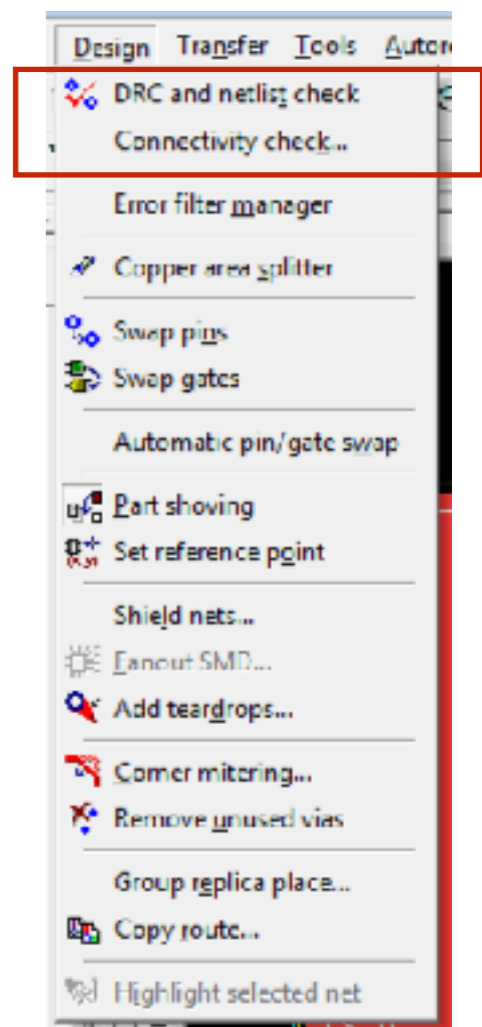 Design Transfer Tools
DRC and netlist check
Connectivity check...
Error filter manager
Copper area splitter
Swap pins
Swap gates
Automatic pin/gate swap
Part shoving
Set reference point
Shield nets...
Fanout SMD...
Add teardrops...
Corner mitering...
Remove unused vias
Group replica place...
Copy route...
Highlight selected net